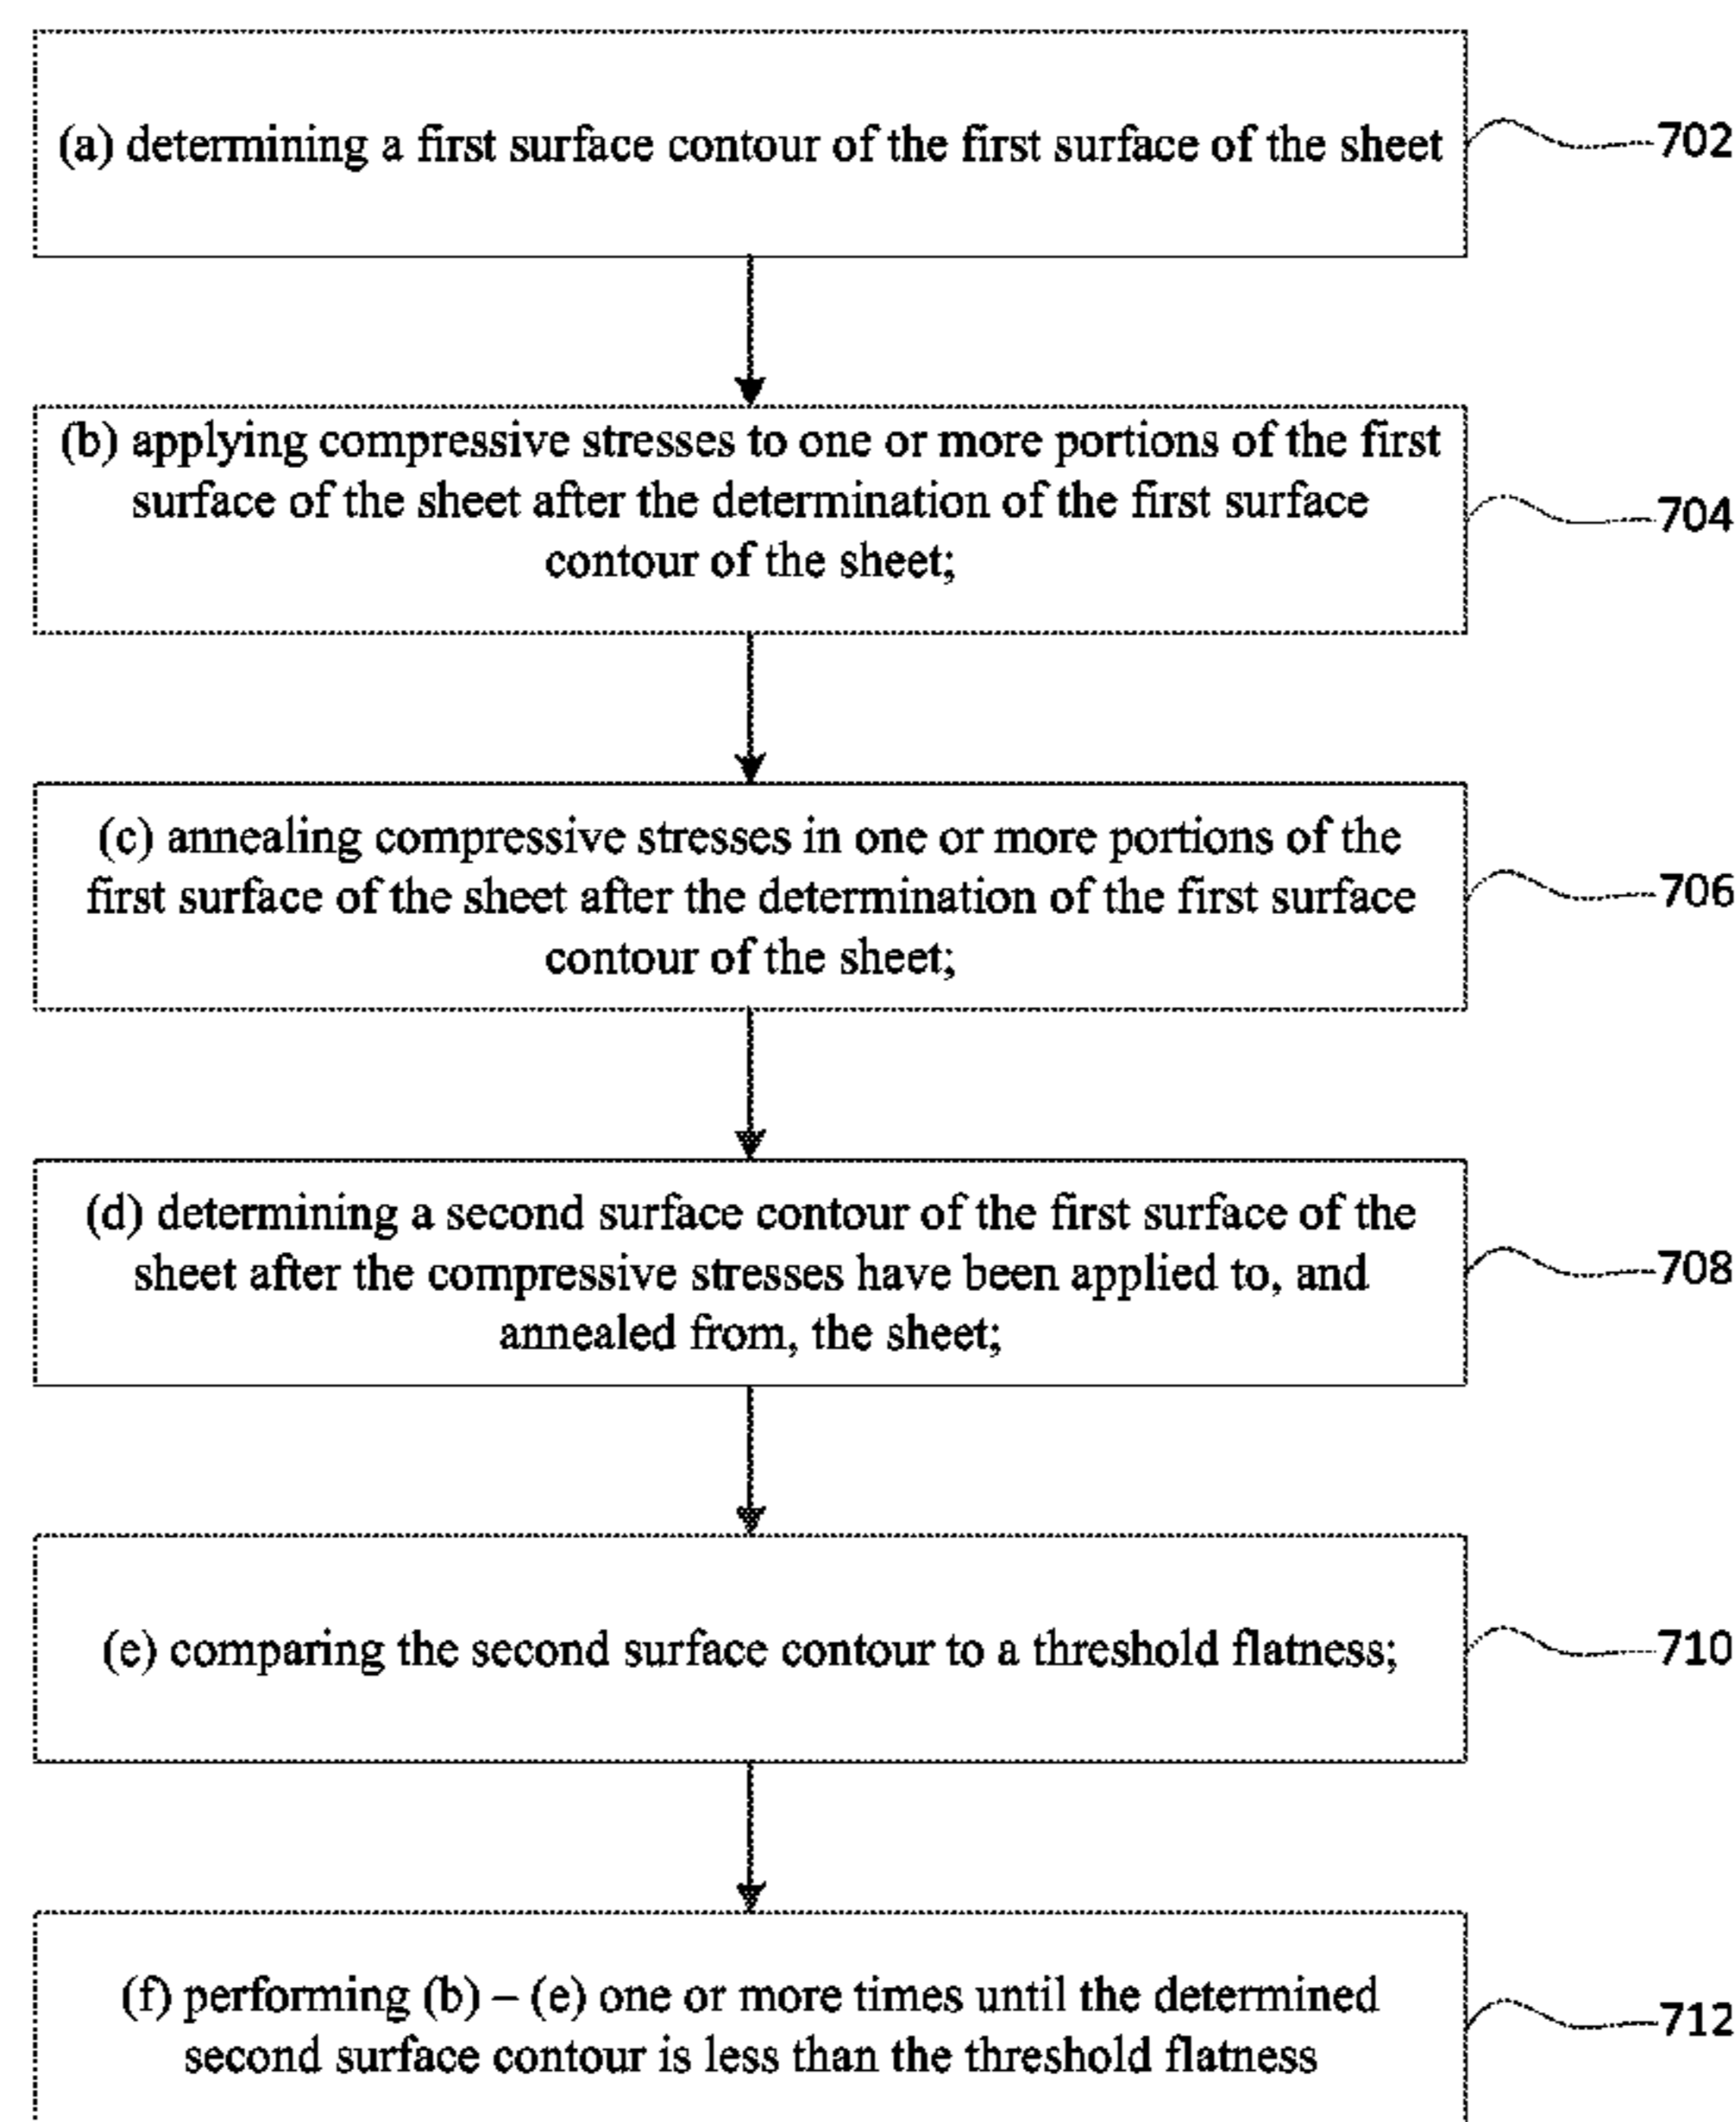 (a) determining a first surface contour of the first surface of the sheet
702
(b) applying compressive stresses to one or more portions of the first
surface of the sheet after the determination of the first surface
contour of the sheet;
704
(c) annealing compressive stresses in one or more portions of the
first surface of the sheet after the determination of the first surface
contour of the sheet;
706
(d) determining a second surface contour of the first surface of the
sheet after the compressive stresses have been applied to, and
annealed from, the sheet;
708
(e) comparing the second surface contour to a threshold flatness;
710
(f) performing (b) – (e) one or more times until the determined
second surface contour is less than the threshold flatness
712